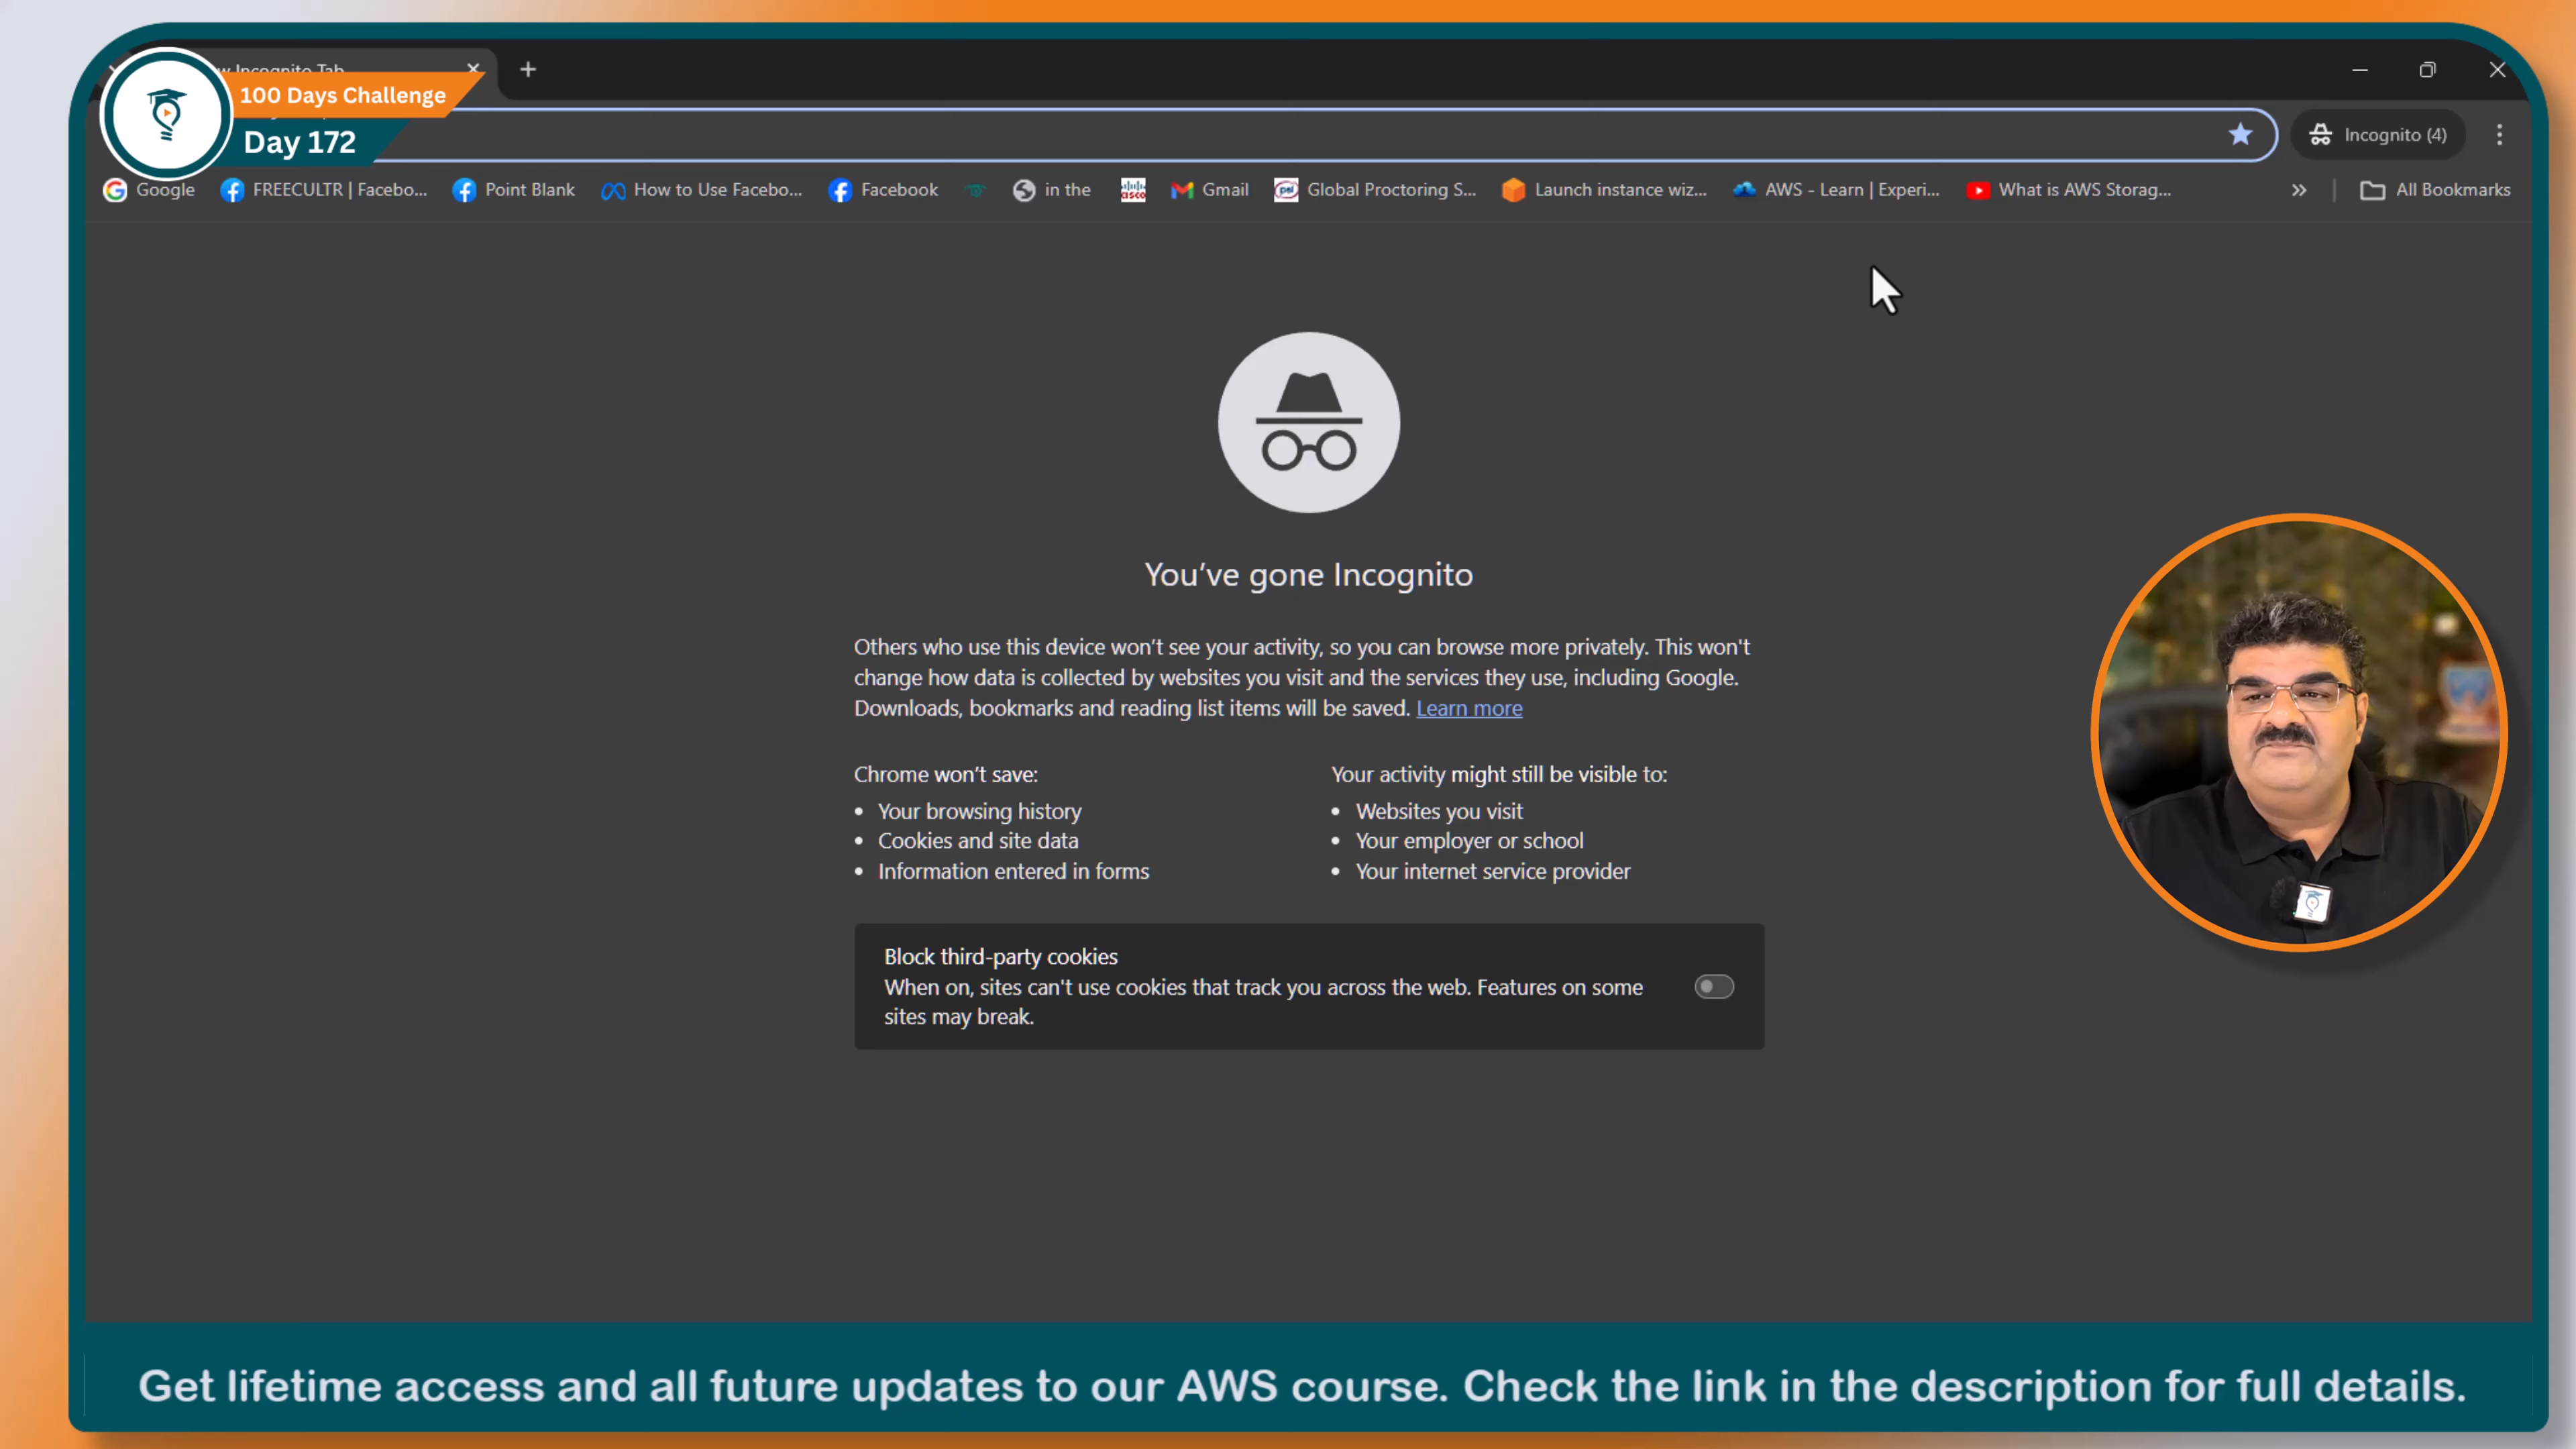 Incognito Tab
100 Days Challenge
Day 172
Incognito (4)
Google
FREECULTR | Facebo...
Point Blank
How to Use Facebo...
Facebook
in the
Gmail
Global Proctoring S...
Launch instance wiz...
AWS - Learn | Experi...
What is AWS Storag...
All Bookmarks
You've gone Incognito
Others who use this device won't see your activity, so you can browse more privately. This won't
change how data is collected by websites you visit and the services they use, including Google.
Downloads, bookmarks and reading list items will be saved. Learn more
Chrome won't save:
• Your browsing history
• Cookies and site data
• Information entered in forms
Your activity might still be visible to:
• Websites you visit
• Your employer or school
• Your internet service provider
Block third-party cookies
When on, sites can't use cookies that track you across the web. Features on some
sites may break.
Get lifetime access and all future updates to our AWS course. Check the link in the description for full details.